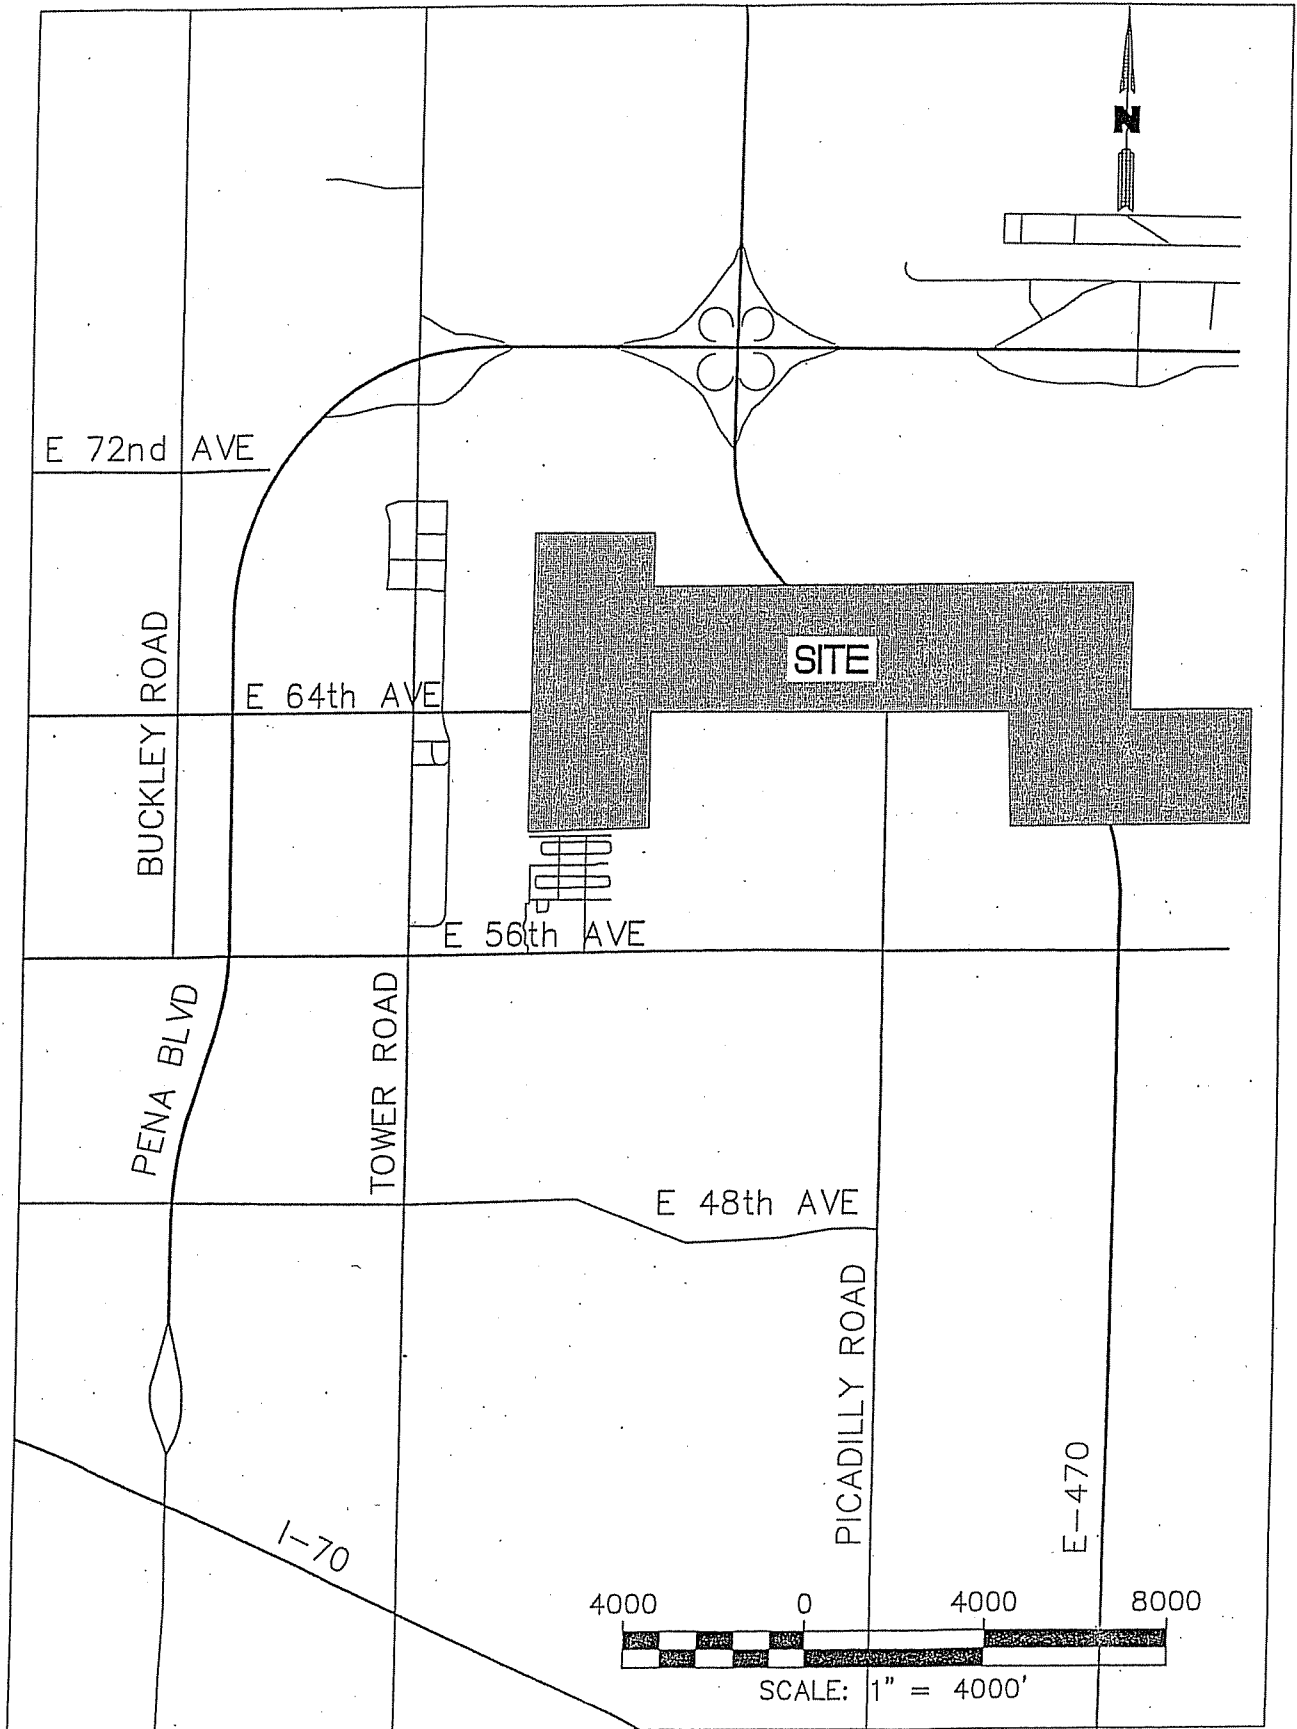 N
E 72nd AVE
BUCKLEY ROAD
SITE
E 64th AVE
E 56th AVE
PENA BLVD
TOWER ROAD
E 48th AVE
PICADILLY ROAD
E-470
I-70
4000 0 4000 8000
SCALE: 1" = 4000'